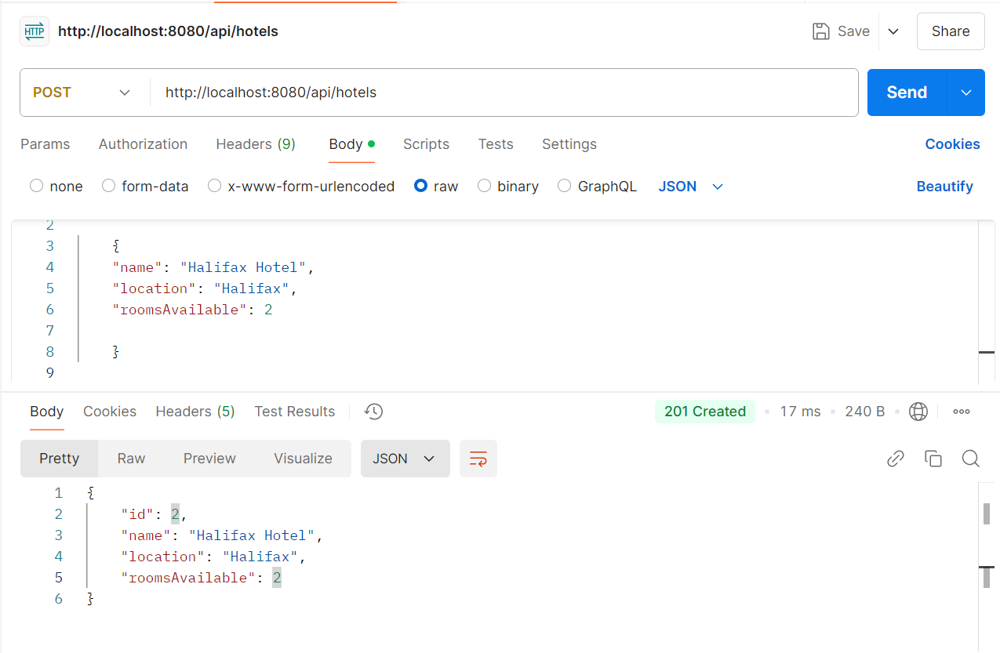 HTTP http://localhost:8080/api/hotels Save Share
POST http://localhost:8080/api/hotels Send
Params Authorization Headers (9) Body Scripts Tests Settings Cookies
none form-data x-www-form-urlencoded raw binary GraphQL JSON Beautify
2
3 {
4 "name": "Halifax Hotel",
5 "location": "Halifax",
6 "roomsAvailable": 2
7
8 }
9
Body Cookies Headers (5) Test Results 201 Created 17 ms 240 B
Pretty Raw Preview Visualize JSON
1 {
2 "id": 2,
3 "name": "Halifax Hotel",
4 "location": "Halifax",
5 "roomsAvailable": 2
6 }